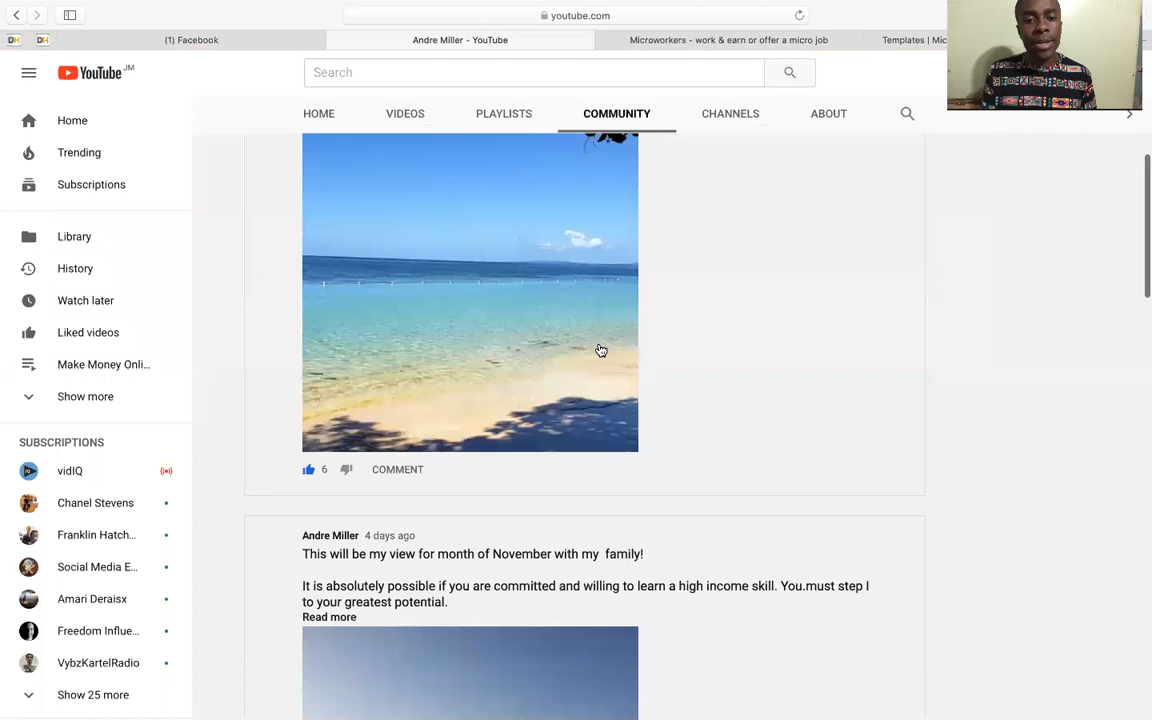 youtube.com
(1) Facebook
Andre Miller - YouTube
Microworkers - work & earn or offer a micro job
Templates | Mic
YouTube JM
Search
HOME
VIDEOS
PLAYLISTS
COMMUNITY
CHANNELS
ABOUT
Home
Trending
Subscriptions
Library
History
Watch later
Liked videos
Make Money Onli...
Show more
SUBSCRIPTIONS
vidIQ
Chanel Stevens
Franklin Hatch...
Social Media E...
Amari Deraisx
Freedom Influe...
VybzKartelRadio
Show 25 more
6
COMMENT
Andre Miller 4 days ago
This will be my view for month of November with my family!
It is absolutely possible if you are committed and willing to learn a high income skill. You.must step I
to your greatest potential.
Read more